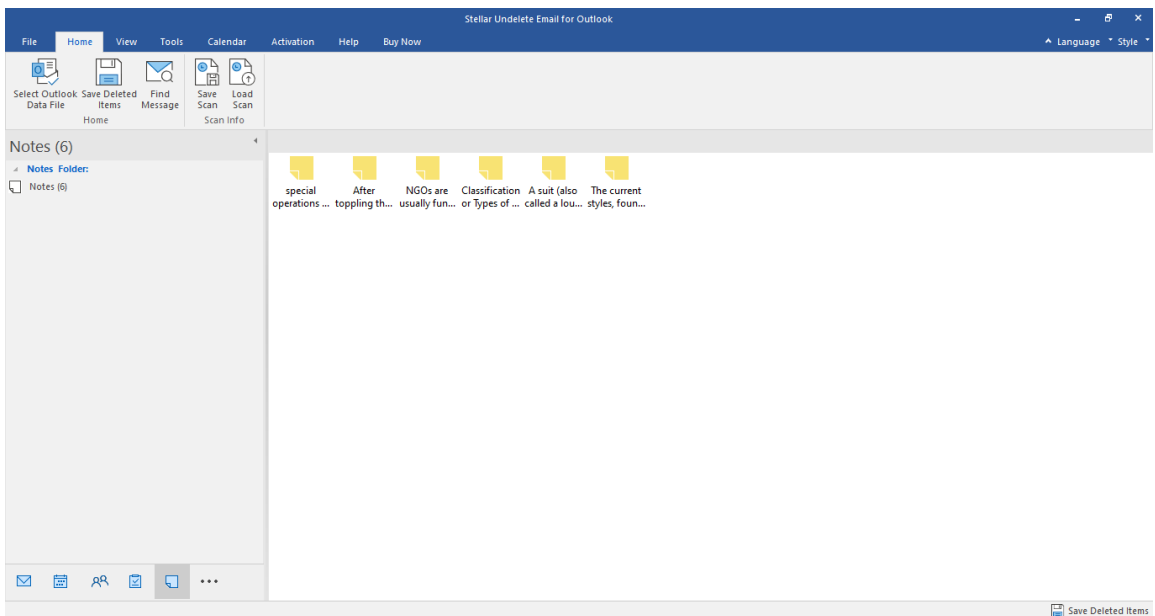 Stellar Undelete Email for Outlook
File Home View Tools Calendar Activation Help Buy Now Language Style
Select Outlook Data File
Save Deleted Items
Find Message
Save Scan
Load Scan
Home Scan Info
Notes (6)
Notes Folder:
Notes (6)
special operations ...
After toppling th...
NGOs are usually fun...
Classification or Types of ...
A suit (also called a lou...
The current styles, foun...
Save Deleted Items